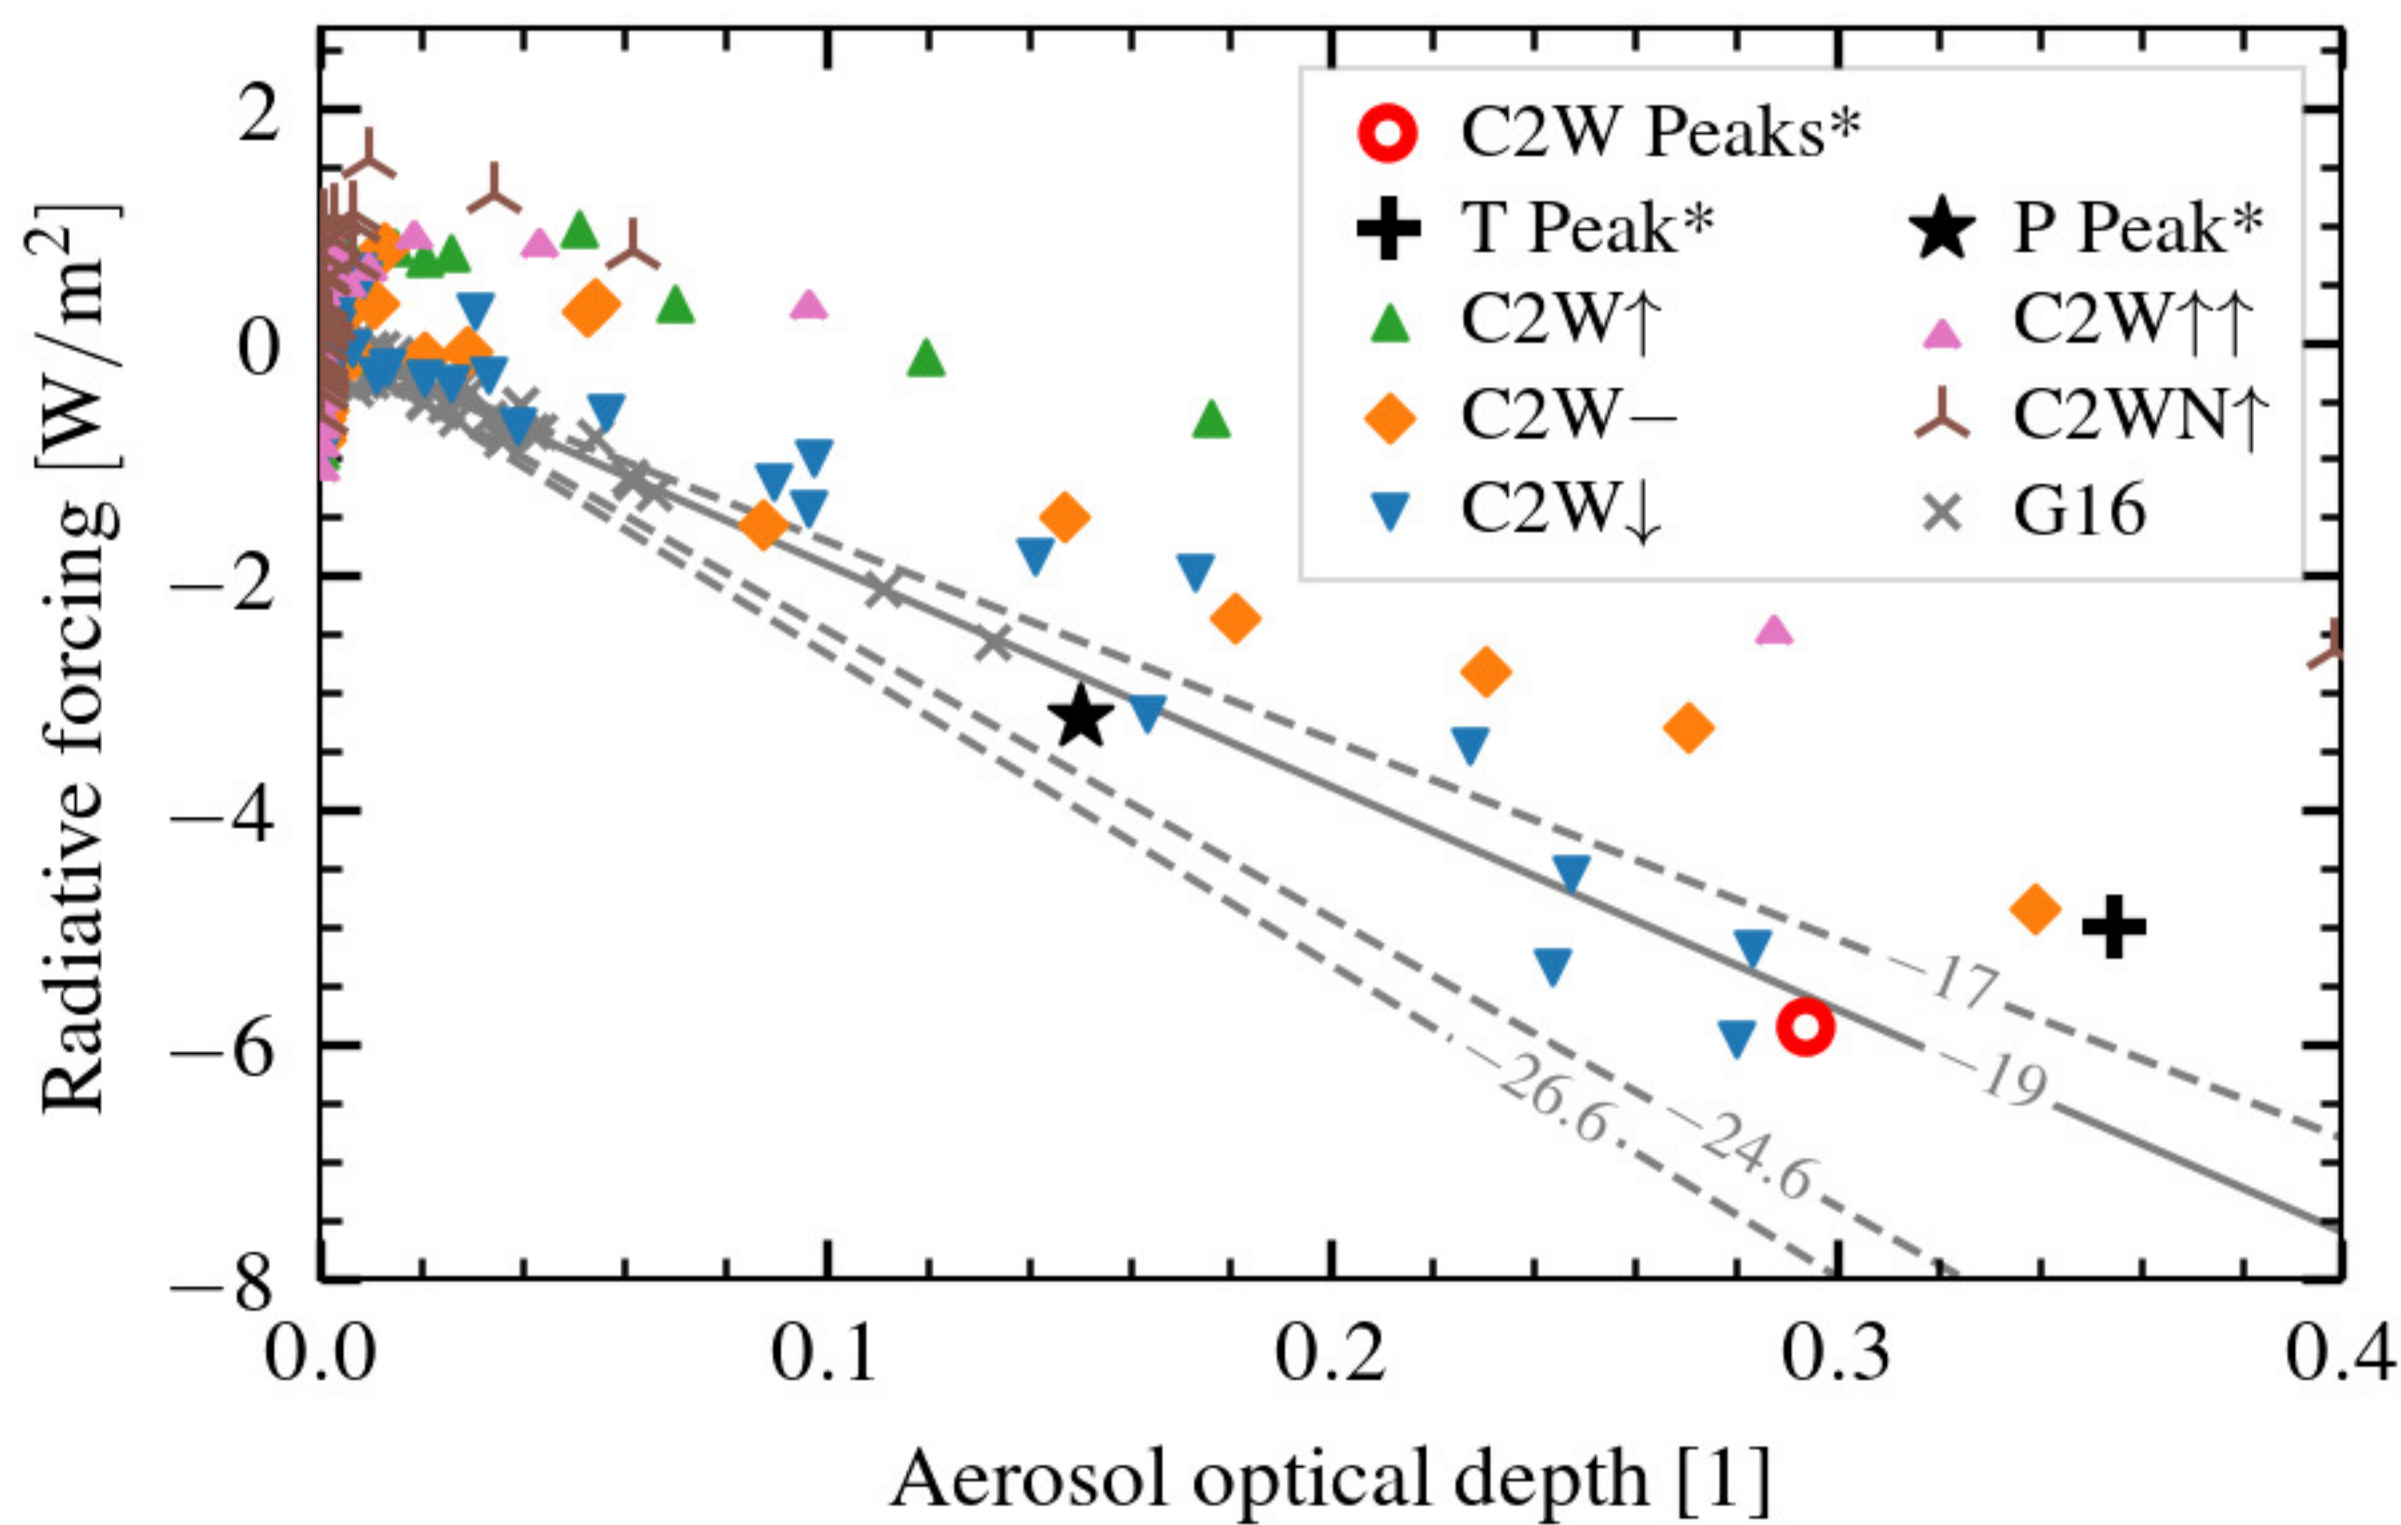 Radiative forcing [W/m²]
2
0
−2
−4
−6
−8
C2W Peaks*
T Peak*
P Peak*
C2W↑
C2W↑↑
C2W−
C2WN↑
C2W↓
G16
−17
−19
−24.6
−26.6
0.0
0.1
0.2
0.3
0.4
Aerosol optical depth [1]